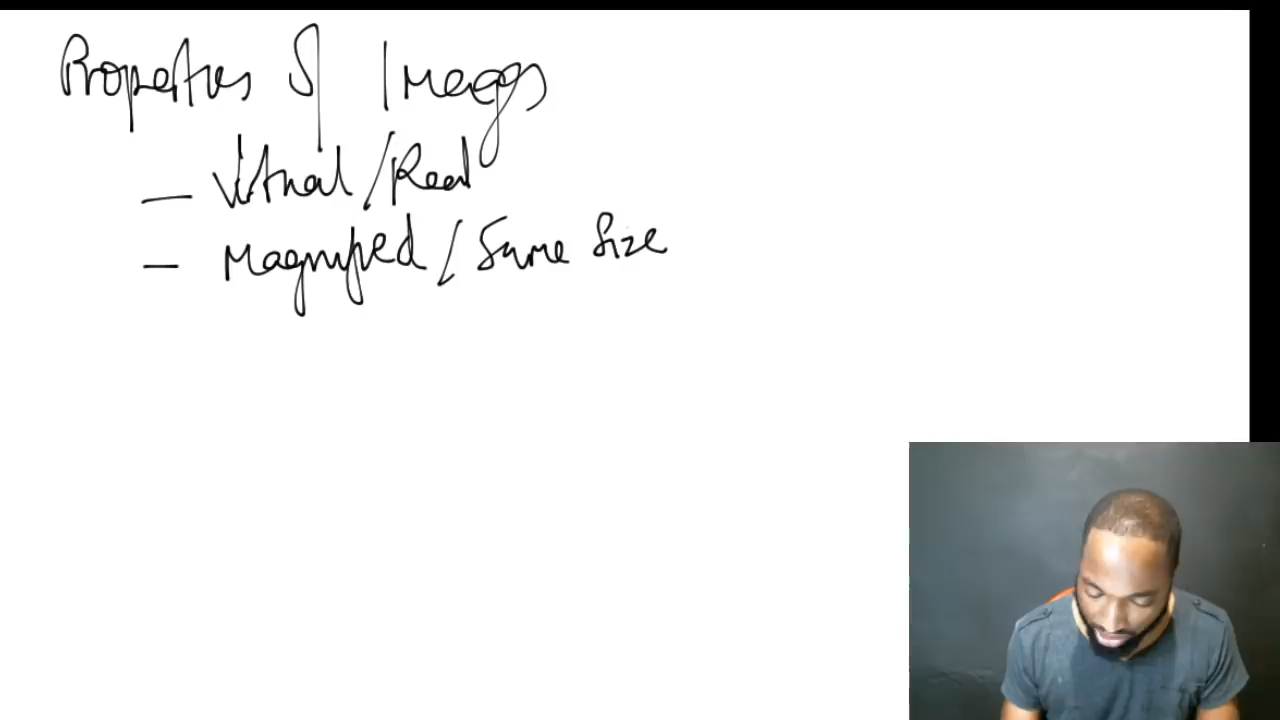 Properties of Images
- Virtual / Real
- Magnified / Same Size